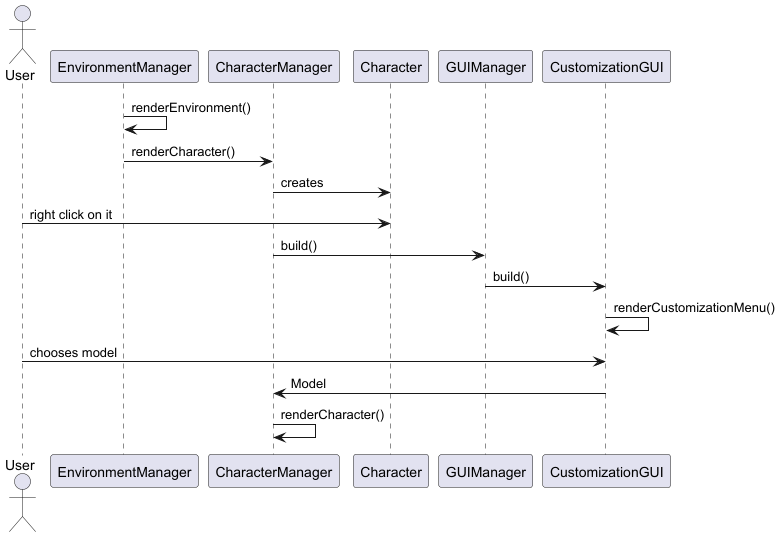 User
EnvironmentManager
CharacterManager
Character
GUIManager
CustomizationGUI
renderEnvironment()
renderCharacter()
creates
right click on it
build()
build()
renderCustomizationMenu()
chooses model
Model
renderCharacter()
User
EnvironmentManager
CharacterManager
Character
GUIManager
CustomizationGUI